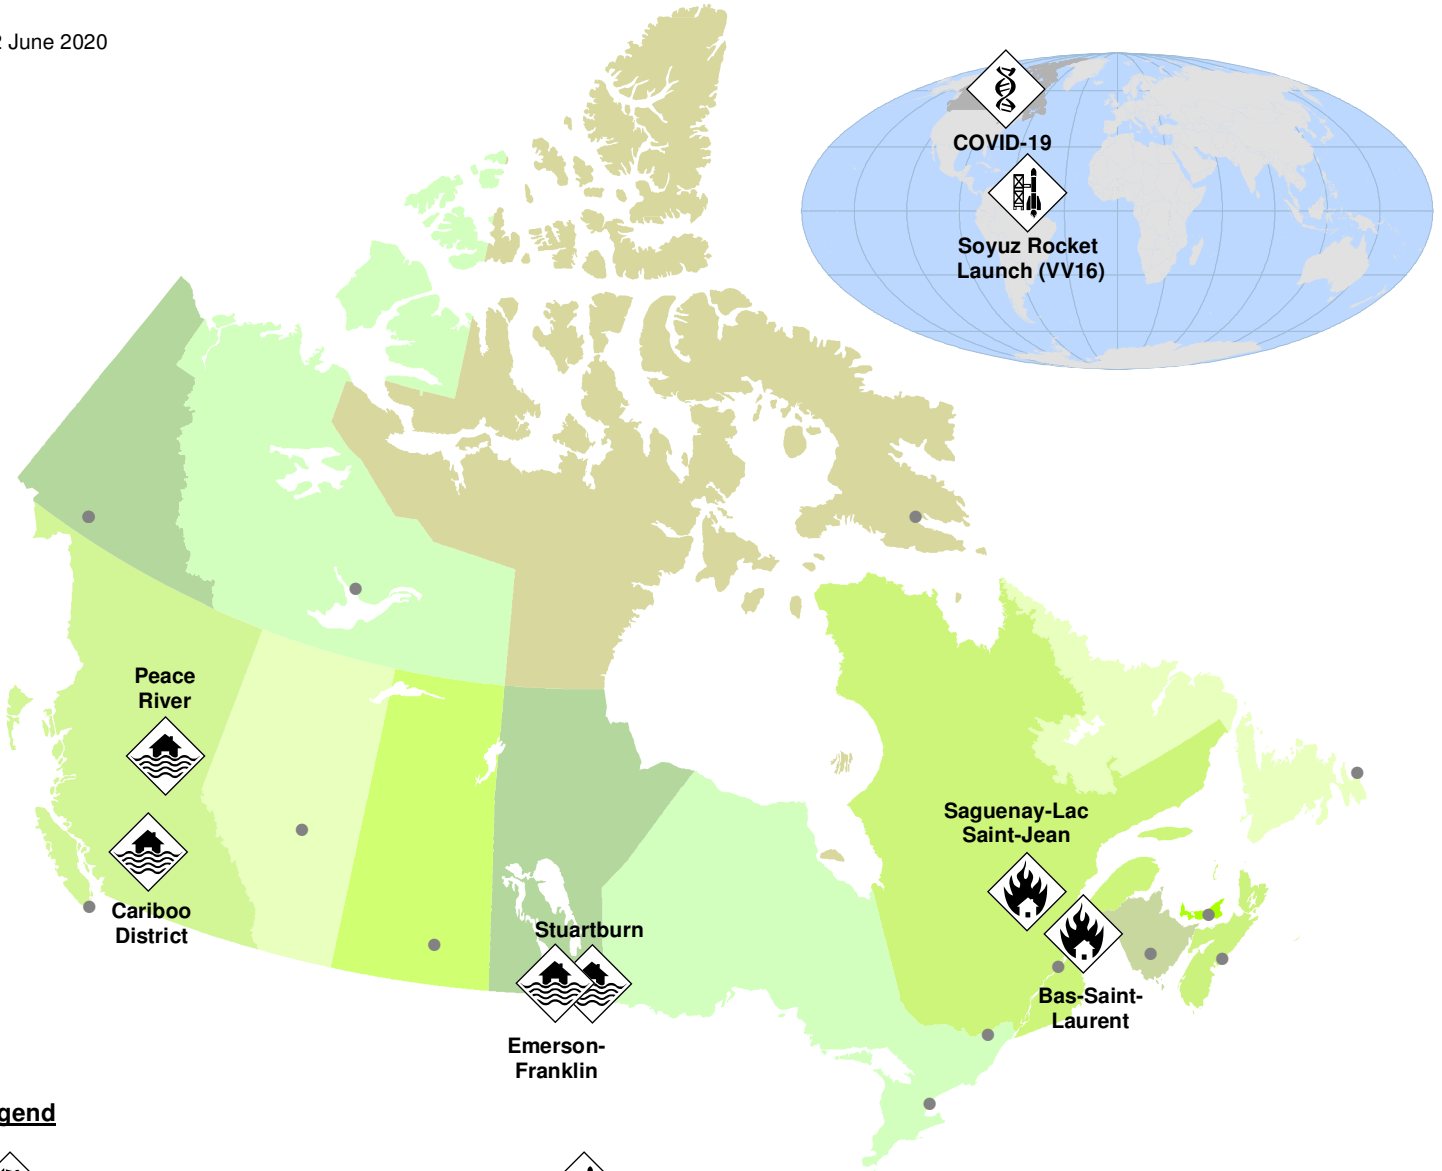 2 June 2020
COVID-19
Soyuz Rocket
Launch (VV16)
Peace
River
Cariboo
District
Stuartburn
Emerson-
Franklin
Saguenay-Lac
Saint-Jean
Bas-Saint-
Laurent
gend